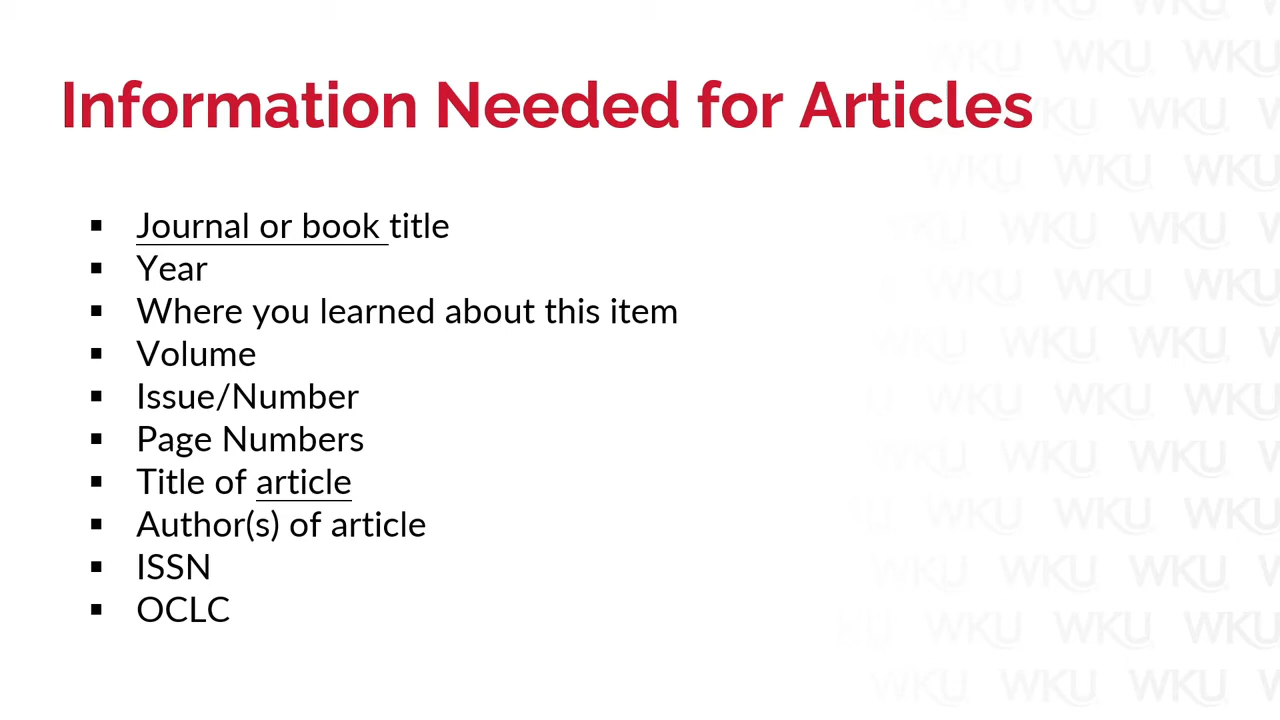 Information Needed for Articles
▪ Journal or book title
▪ Year
▪ Where you learned about this item
▪ Volume
▪ Issue/Number
▪ Page Numbers
▪ Title of article
▪ Author(s) of article
▪ ISSN
▪ OCLC
WKU